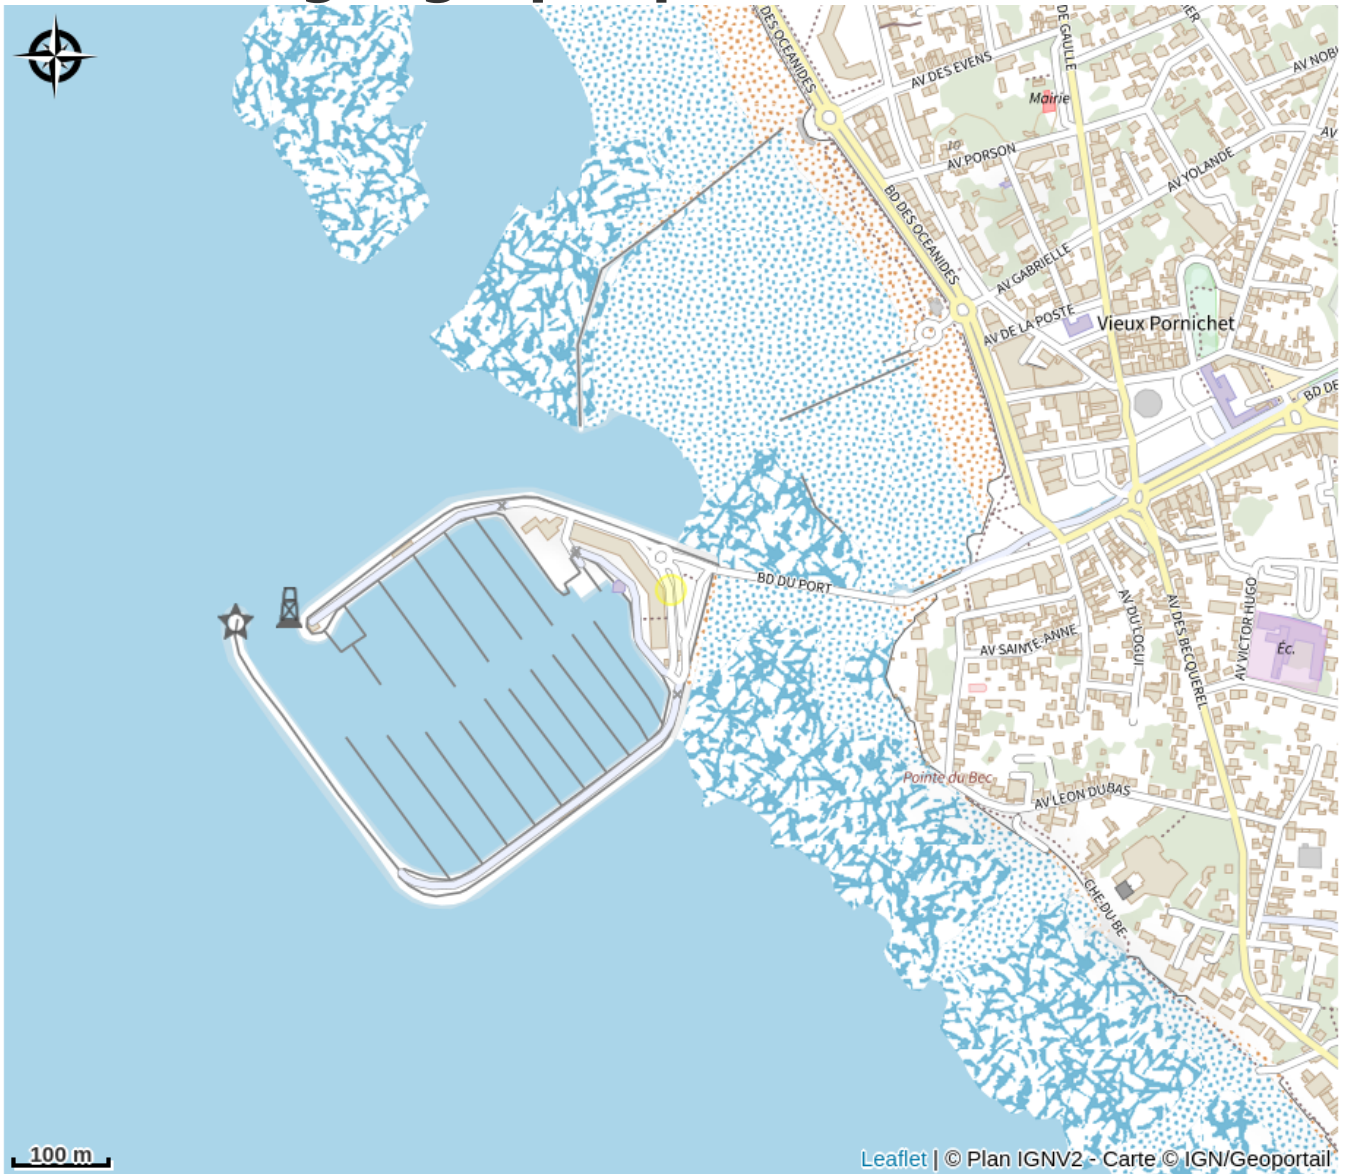 DES OCEANIDES
DE GAULLE
AV DES EVENS
AV NOB
Mairie
AV PORSON
AV
AV YOLANDE
BD DES OCEANIDES
AV GABRIELLE
AV DE LA POSTE
Vieux Pornichet
BD DE
BD DU PORT
AV SAINTE-ANNE
AV DU LOGUI
AV DES BECQUEREL
AV VICTOR HUGO
Éc.
Pointe du Bec
AV LEON DUBAS
CHE DU BE
100 m
Leaflet | © Plan IGNV2 - Carte © IGN/Geoportail